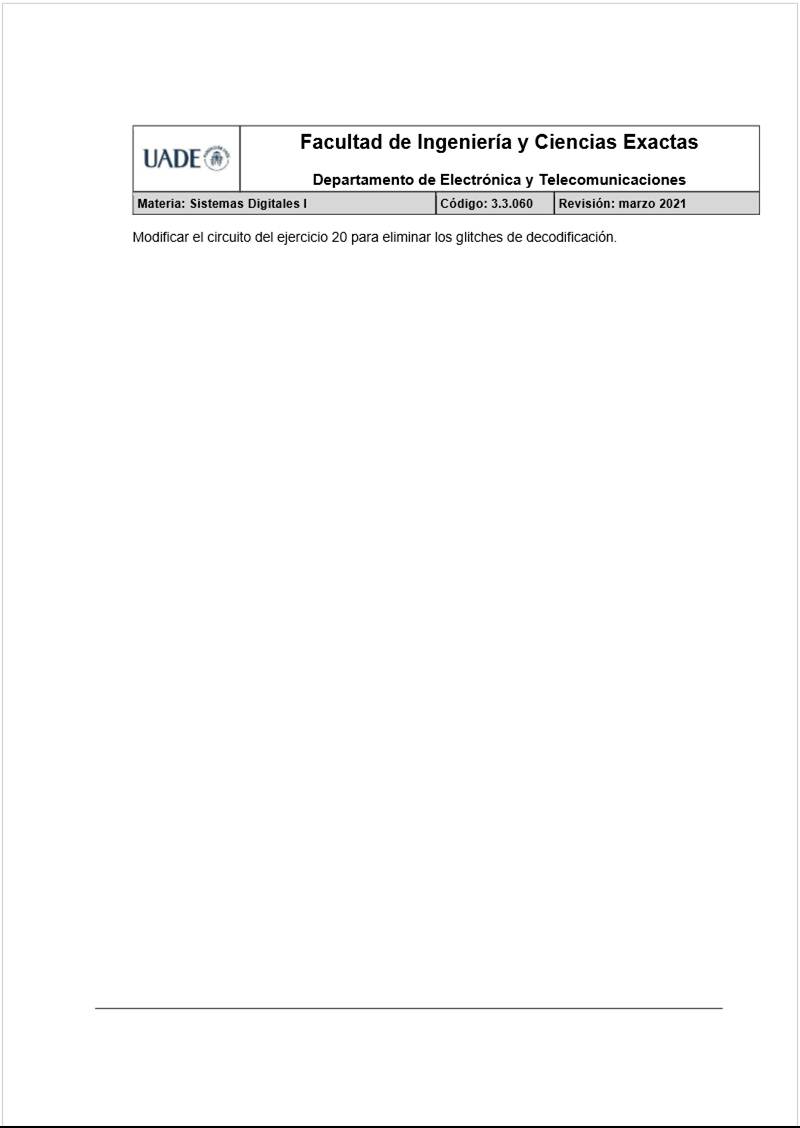 UADE
Facultad de Ingeniería y Ciencias Exactas
Departamento de Electrónica y Telecomunicaciones
Materia: Sistemas Digitales I Código: 3.3.060 Revisión: marzo 2021
Modificar el circuito del ejercicio 20 para eliminar los glitches de decodificación.